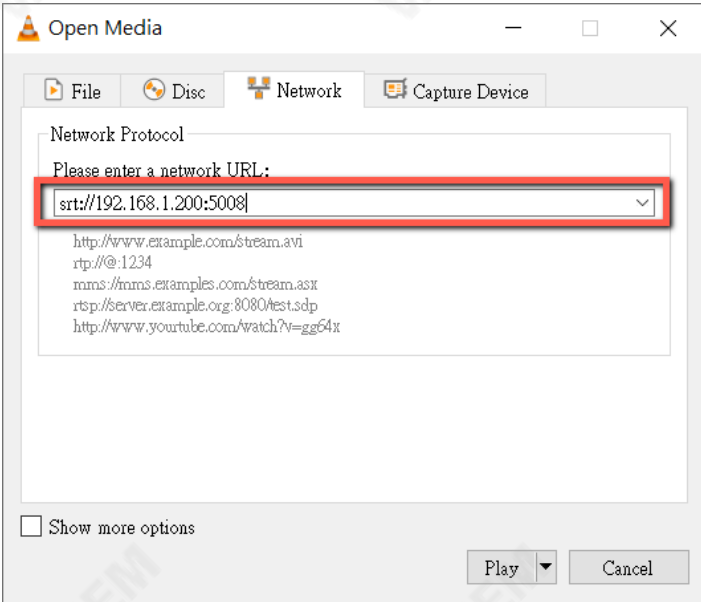 Open Media
File Disc Network Capture Device
Network Protocol
Please enter a network URL:
srt://192.168.1.200:5008
http://www.example.com/stream.avi
rtp://@:1234
mms://mms.examples.com/stream.asx
rtsp://server.example.org:8080/test.sdp
http://www.yourtube.com/watch?v=gg64x
Show more options
Play Cancel